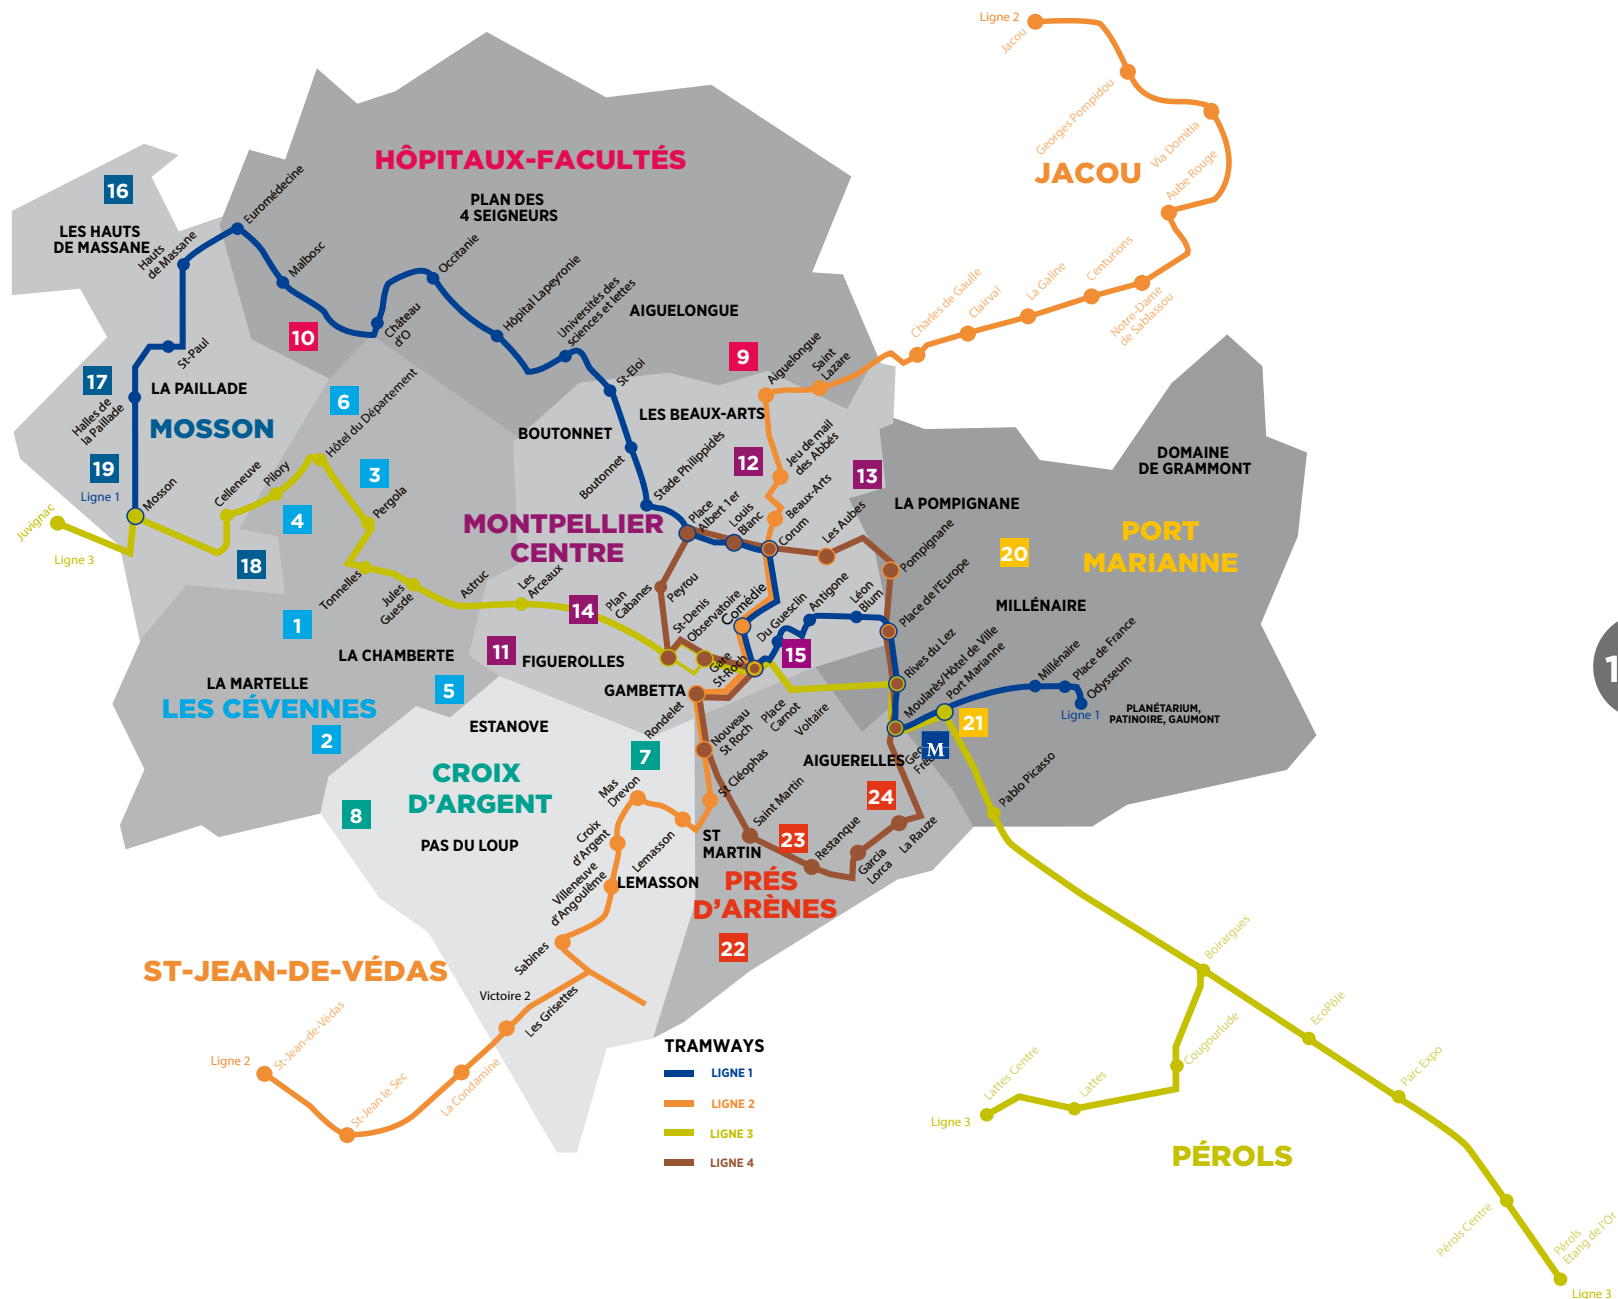 Ligne 2
Jacou
Georges Pompidou
Via Domitia
JACOU
Aube Rouge
Centurions
La Galine
Clairval
Charles de Gaulle
Notre-Dame
de Sablassou
HÔPITAUX-FACULTÉS
PLAN DES
4 SEIGNEURS
16
LES HAUTS
DE MASSANE
Hauts
de Massane
Euromédecine
Malbosc
Château
d'O
Occitanie
Hôpital Lapeyronie
Universités des
sciences et lettes
AIGUELONGUE
10
9
St-Eloi
Aiguelongue
Saint
Lazare
St-Paul
17
LA PAILLADE
Halles de
la Paillade
MOSSON
6
Hôtel du Département
LES BEAUX-ARTS
BOUTONNET
Boutonnet
Stade Philippidès
12
Jeu de mail
des Abbés
13
DOMAINE
DE GRAMMONT
19
Ligne 1
Mosson
Celleneuve
Pilory
3
Pergola
4
Juvignac
Ligne 3
18
MONTPELLIER
CENTRE
Place
Albert 1er
Louis
Blanc
Beaux-Arts
Corum
Les Aubes
LA POMPIGNANE
Pompignane
PORT
MARIANNE
20
Tonnelles
Jules
Guesde
Astruc
Les
Arceaux
14
Plan
Cabanes
Peyrou
St-Denis
Observatoire
Comédie
Du Guesclin
Antigone
Léon
Blum
Place de l'Europe
MILLÉNAIRE
1
LA CHAMBERTE
11
FIGUEROLLES
Gare
St-Roch
15
Rives du Lez
Moularès/Hôtel de Ville
Port Marianne
Millénaire
Place de France
Odysseum
Ligne 1
PLANÉTARIUM,
PATINOIRE, GAUMONT
LA MARTELLE
LES CÉVENNES
5
2
GAMBETTA
Rondelet
ESTANOVE
Nouveau
St Roch
Place
Carnot
Voltaire
21
M
7
AIGUERELLES
CROIX
D'ARGENT
8
Mas
Drevon
St Cléophas
Saint Martin
24
Pablo Picasso
PAS DU LOUP
Croix
d'Argent
Lemasson
ST
MARTIN
23
Restanque
Garcia
Lorca
La Rauze
Villeneuve
d'Angoulême
LEMASSON
PRÉS
D'ARÈNES
22
Sabines
ST-JEAN-DE-VÉDAS
Victoire 2
Les Grisettes
Ligne 2
St-Jean-de-Védas
St-Jean le Sec
La Condamine
TRAMWAYS
LIGNE 1
LIGNE 2
LIGNE 3
LIGNE 4
Boirargues
EcoPôle
Cougourlude
Parc Expo
Lattes Centre
Lattes
Ligne 3
PÉROLS
Pérols Centre
Pérols
Etang de l'Or
Ligne 3